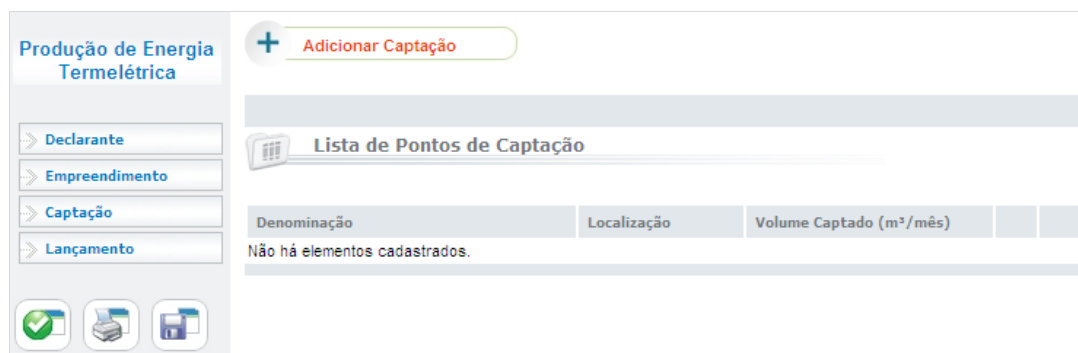 Produção de Energia
Termelétrica
Declarante
Empreendimento
Captação
Lançamento
Adicionar Captação
Lista de Pontos de Captação
Denominação Localização Volume Captado (m³/mês)
Não há elementos cadastrados.